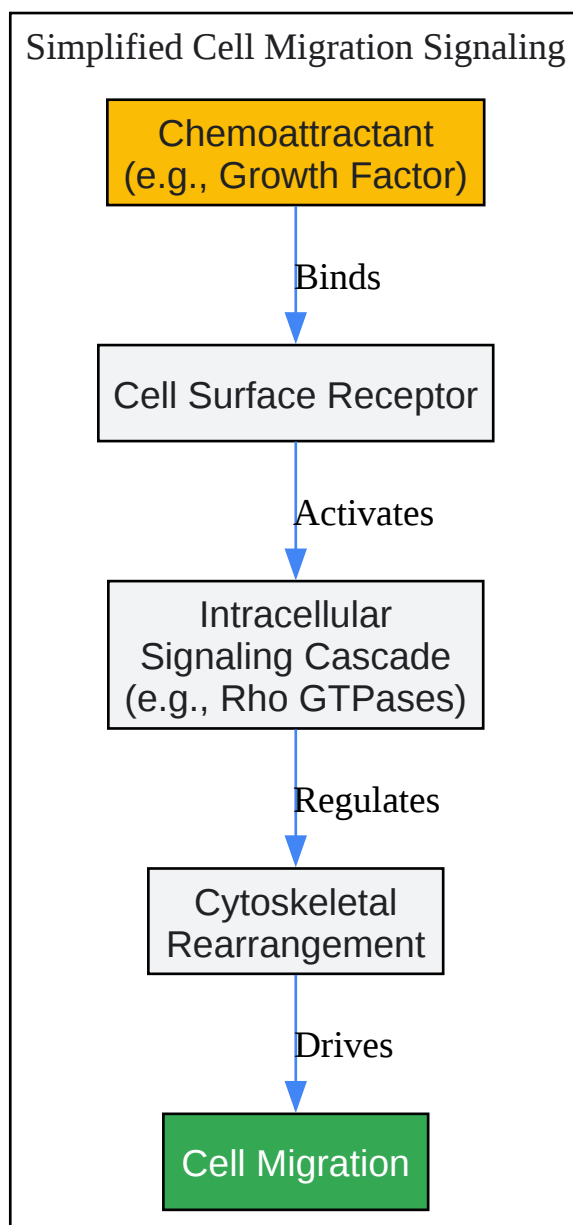 Simplified Cell Migration Signaling
Chemoattractant
(e.g., Growth Factor)
Binds
Cell Surface Receptor
Activates
Intracellular
Signaling Cascade
(e.g., Rho GTPases)
Regulates
Cytoskeletal
Rearrangement
Drives
Cell Migration